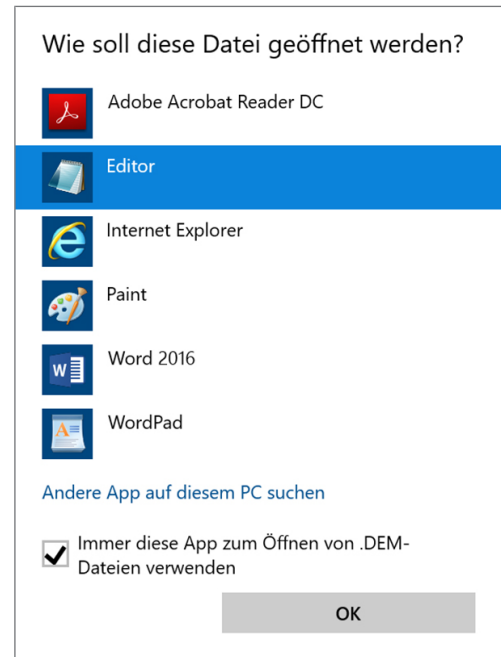 Wie soll diese Datei geöffnet werden?
Adobe Acrobat Reader DC
Editor
Internet Explorer
Paint
W
Word 2016
A
WordPad
Andere App auf diesem PC suchen
Immer diese App zum Öffnen von .DEM-
Dateien verwenden
OK